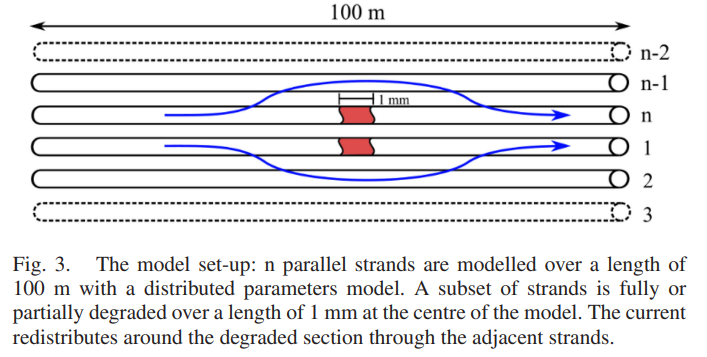 100 m
n-2
n-1
1 mm
n
1
2
3
Fig. 3. The model set-up: n parallel strands are modelled over a length of
100 m with a distributed parameters model. A subset of strands is fully or
partially degraded over a length of 1 mm at the centre of the model. The current
redistributes around the degraded section through the adjacent strands.